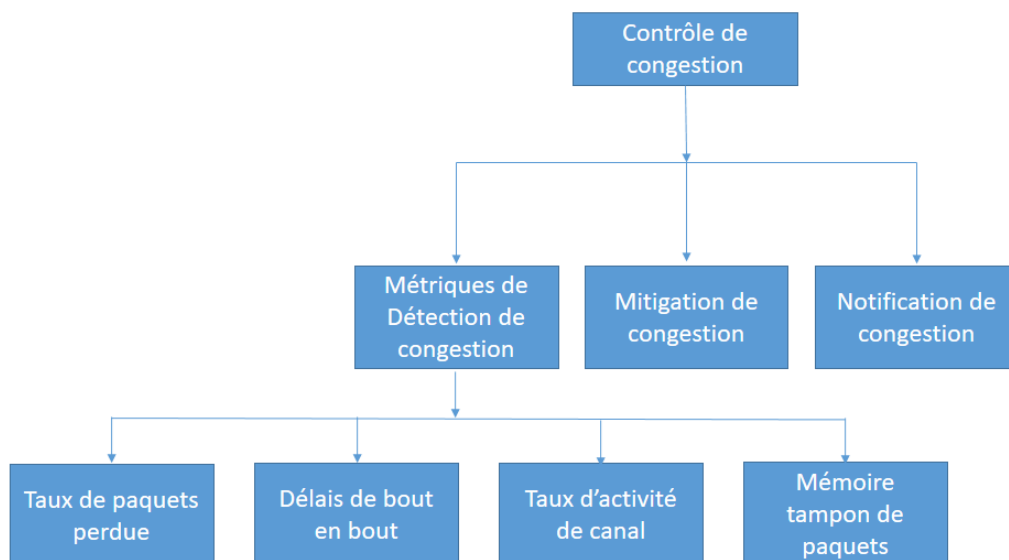 Contrôle de
congestion
Métriques de
Détection de
congestion
Mitigation de
congestion
Notification de
congestion
Taux de paquets
perdue
Délais de bout
en bout
Taux d’activité
de canal
Mémoire
tampon de
paquets